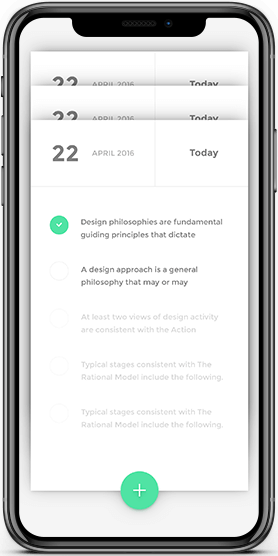 22 APRIL 2016 Today
22 APRIL 2016 Today
22 APRIL 2016 Today
Design philosophies are fundamental
guiding principles that dictate
A design approach is a general
philosophy that may or may
At least two views of design activity
are consistent with the Action
Typical stages consistent with The
Rational Model include the following.
Typical stages consistent with The
Rational Model include the following.